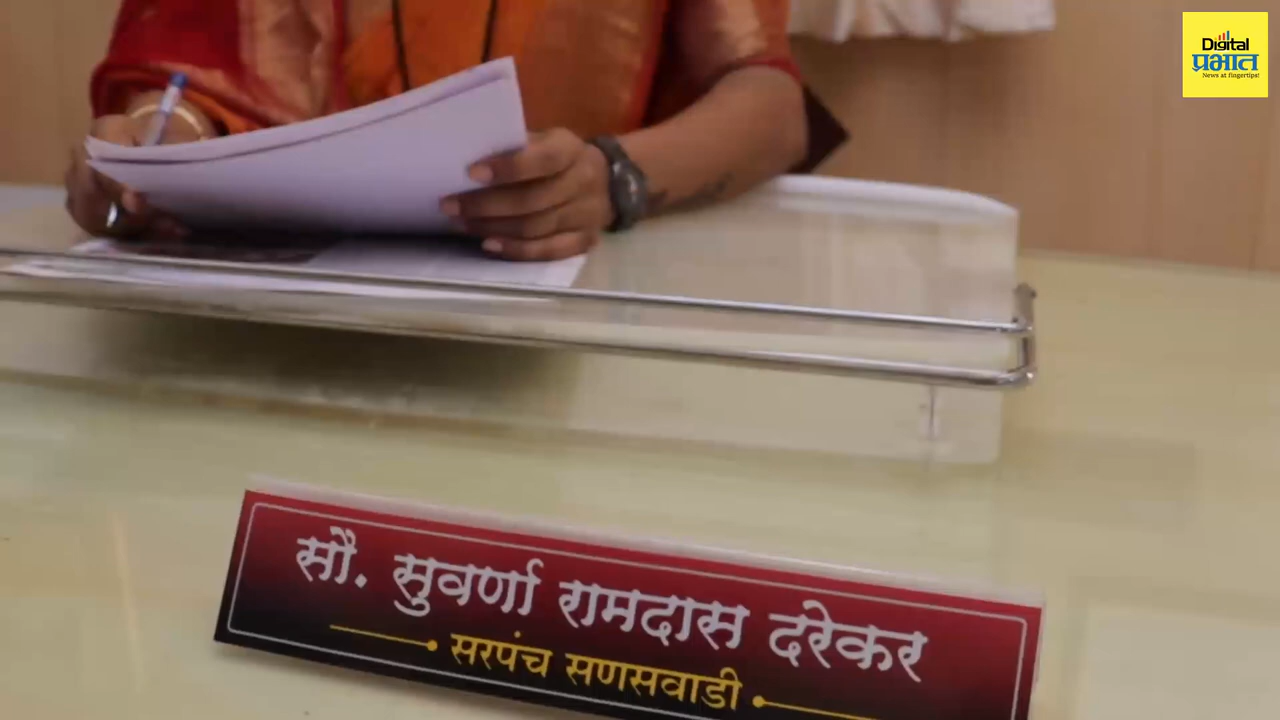 Digital
प्रभात
News at fingertips!
सौ. सुवर्णा रामदास दरेकर
सरपंच सणसवाडी